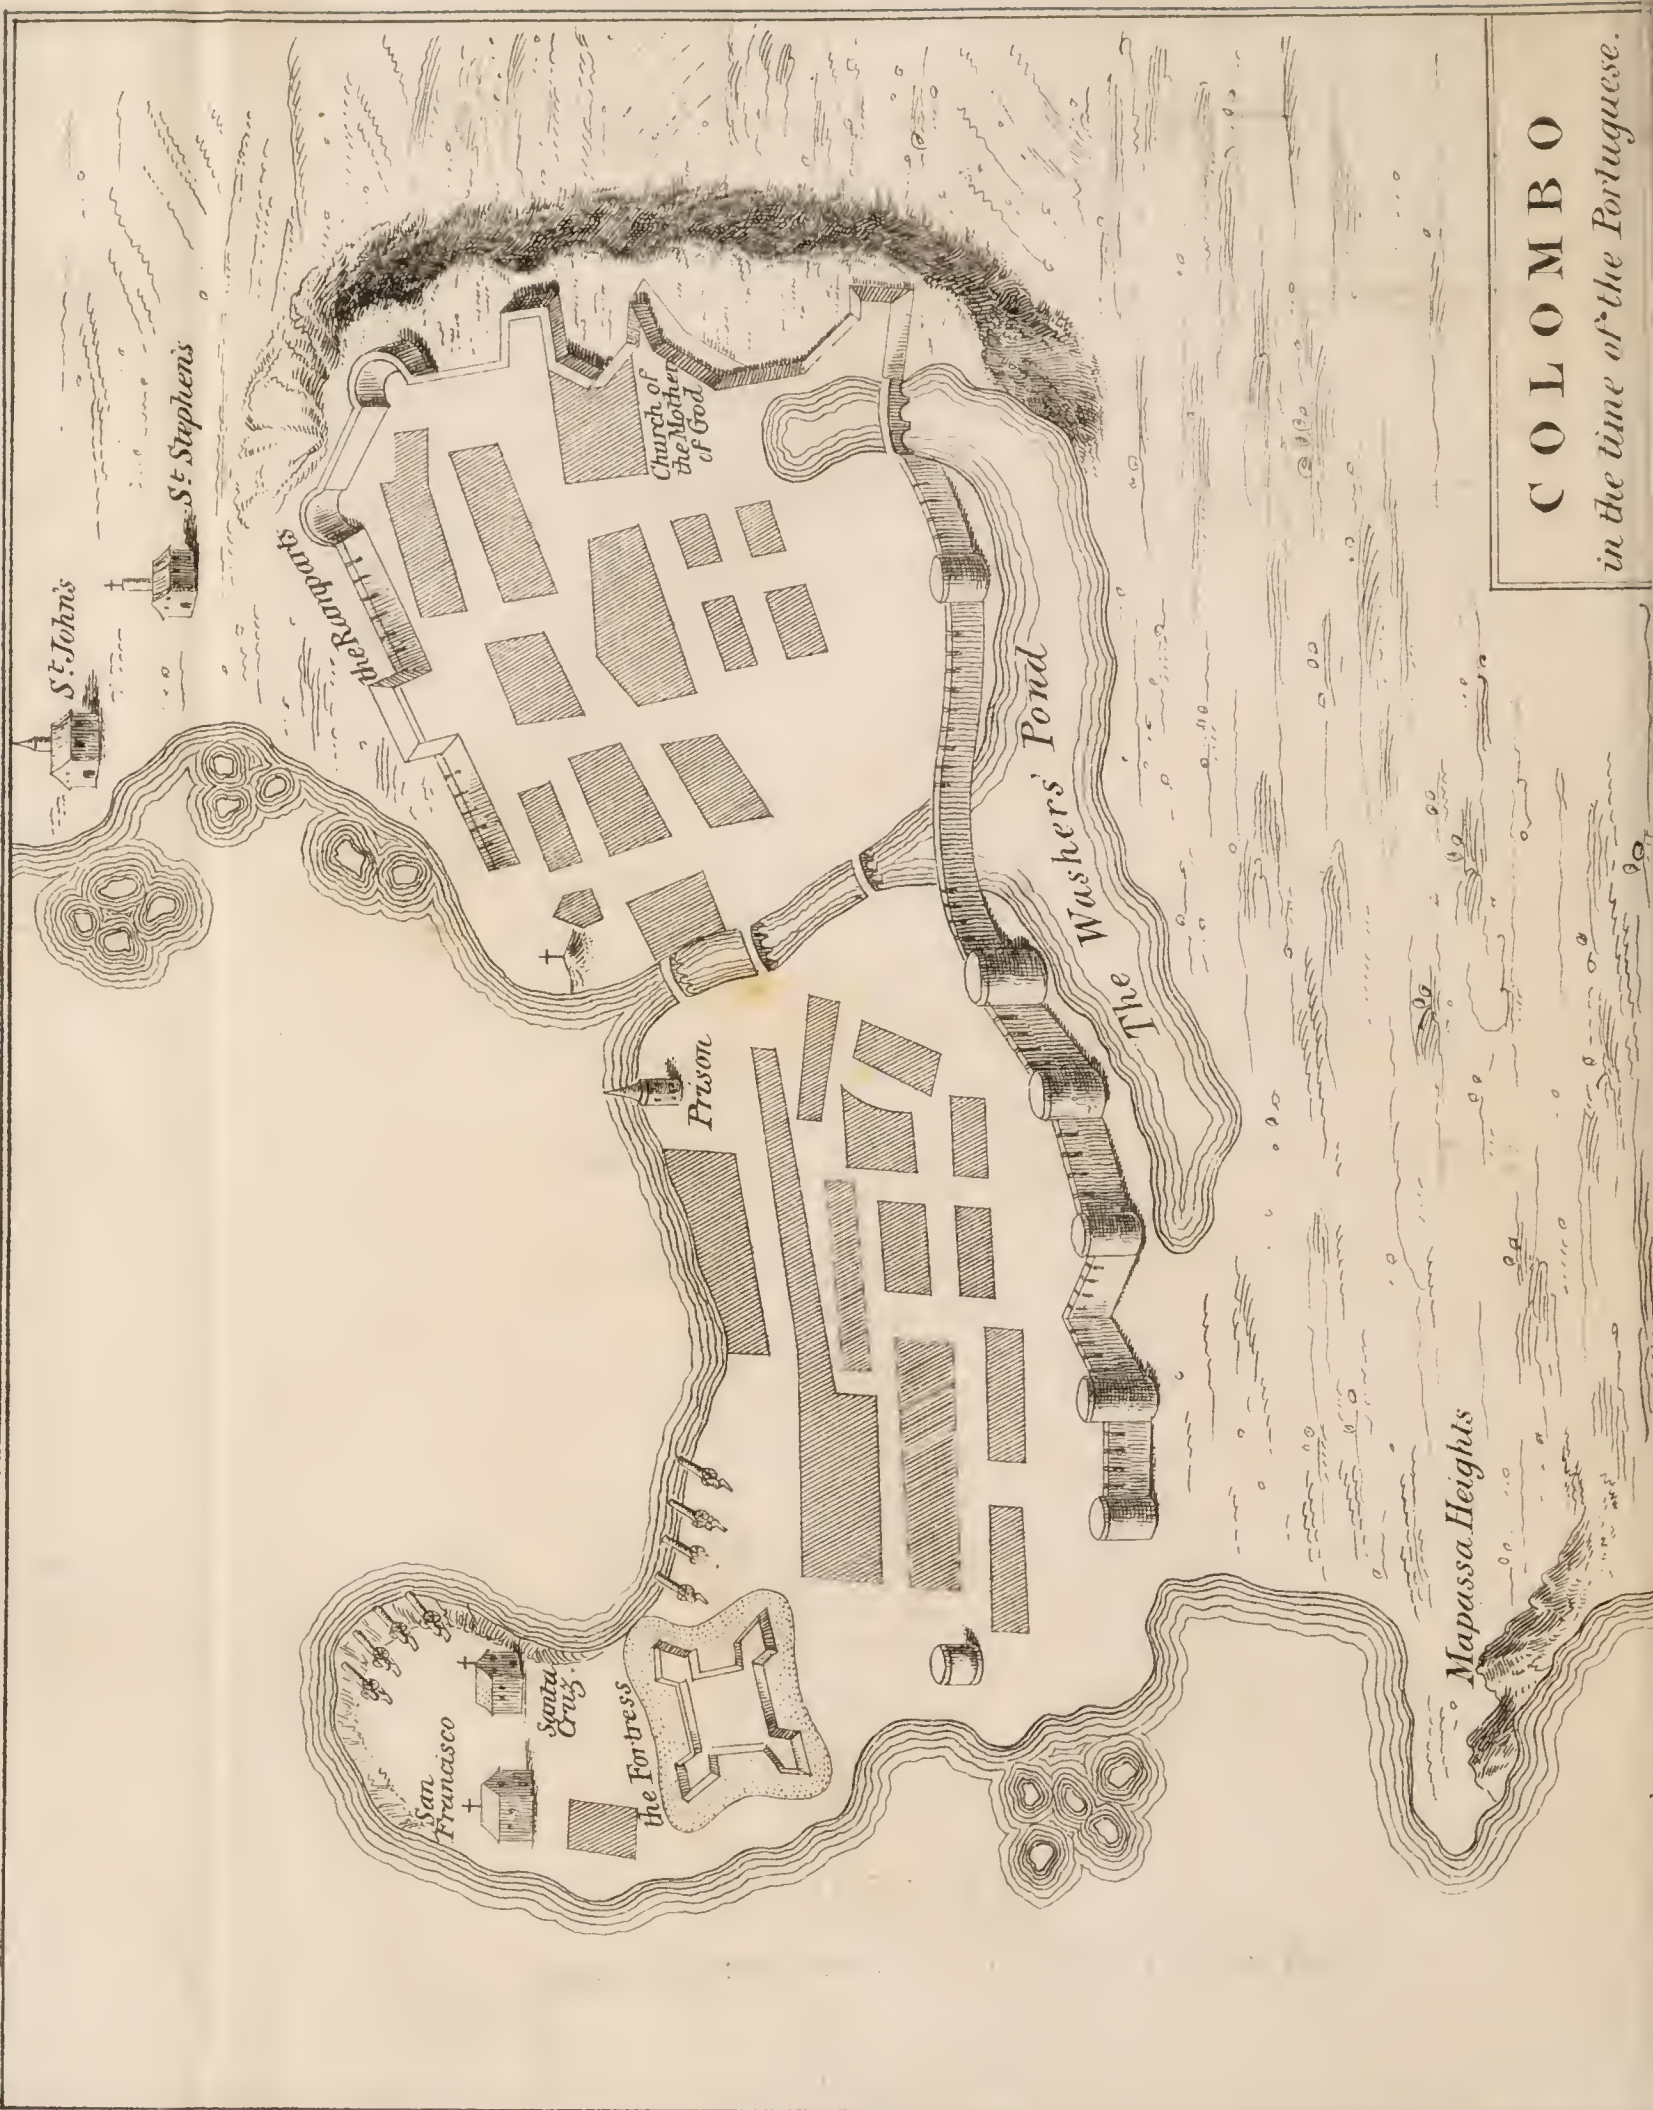 COLOMBO
in the time of the Portuguese.
St. John's
St. Stephen's
the Ramparts
Church of
the Mother
of God
The Washers' Pond
Prison
Santa
Cruz.
San
Francisco
the Fortress
Mapassa Heights